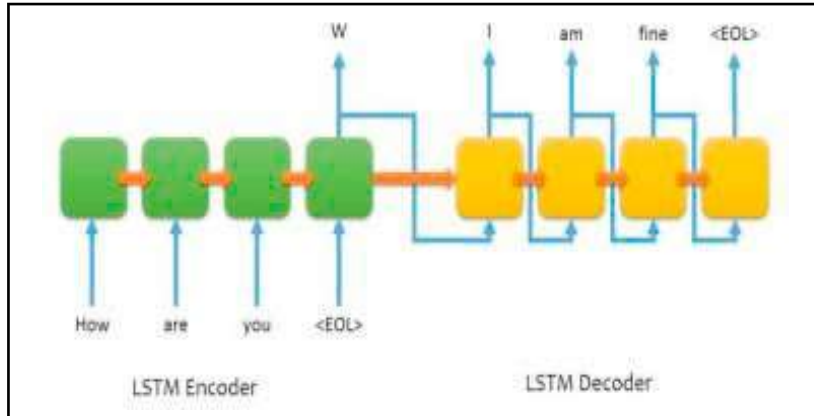 W I am fine <EOL>
How are you <EOL>
LSTM Encoder LSTM Decoder